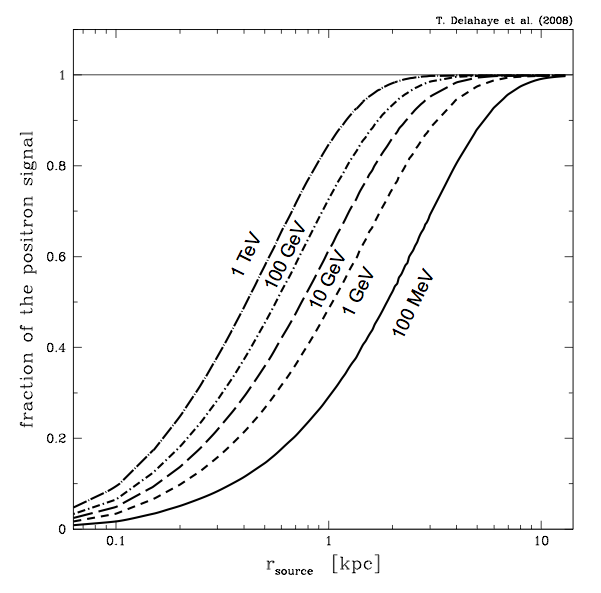 T. Delahaye et al. (2008)
1
0.8
0.6
0.4
0.2
0
fraction of the positron signal
1 TeV
100 GeV
10 GeV
1 GeV
100 MeV
0.1
1
10
r_source [kpc]